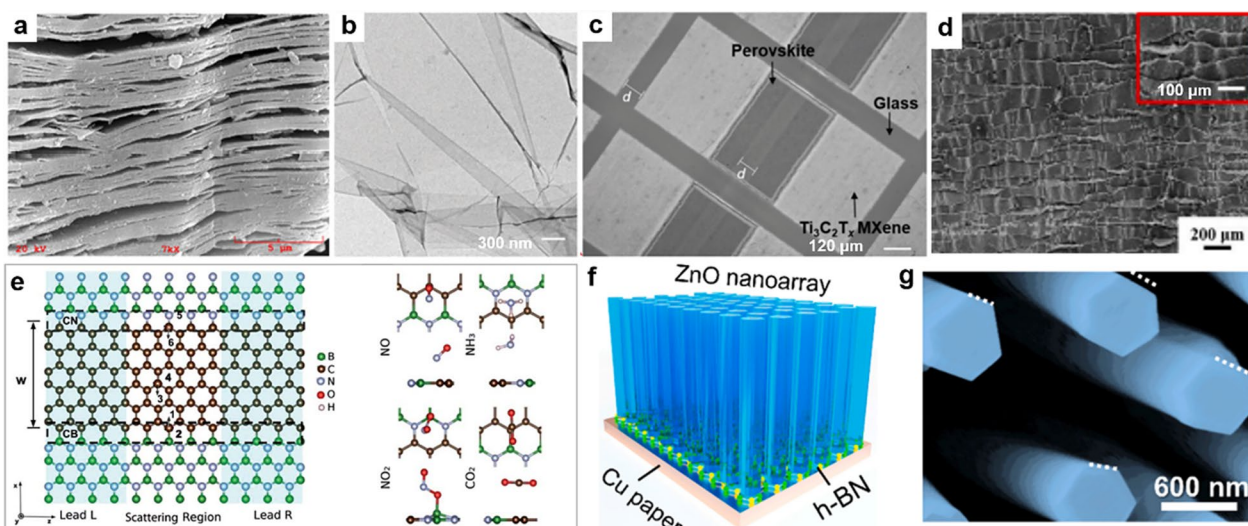 a
20 kV
7kX
5 μm
b
300 nm
c
Perovskite
Glass
d
d
Ti₃C₂Tₓ MXene
120 μm
d
100 μm
200 μm
e
CN
W
CB
5
6
4
3
1
2
x
y
z
Lead L
Scattering Region
Lead R
B
C
N
O
H
NO
NH₃
NO₂
CO₂
f
ZnO nanoarray
Cu paper
h-BN
g
600 nm